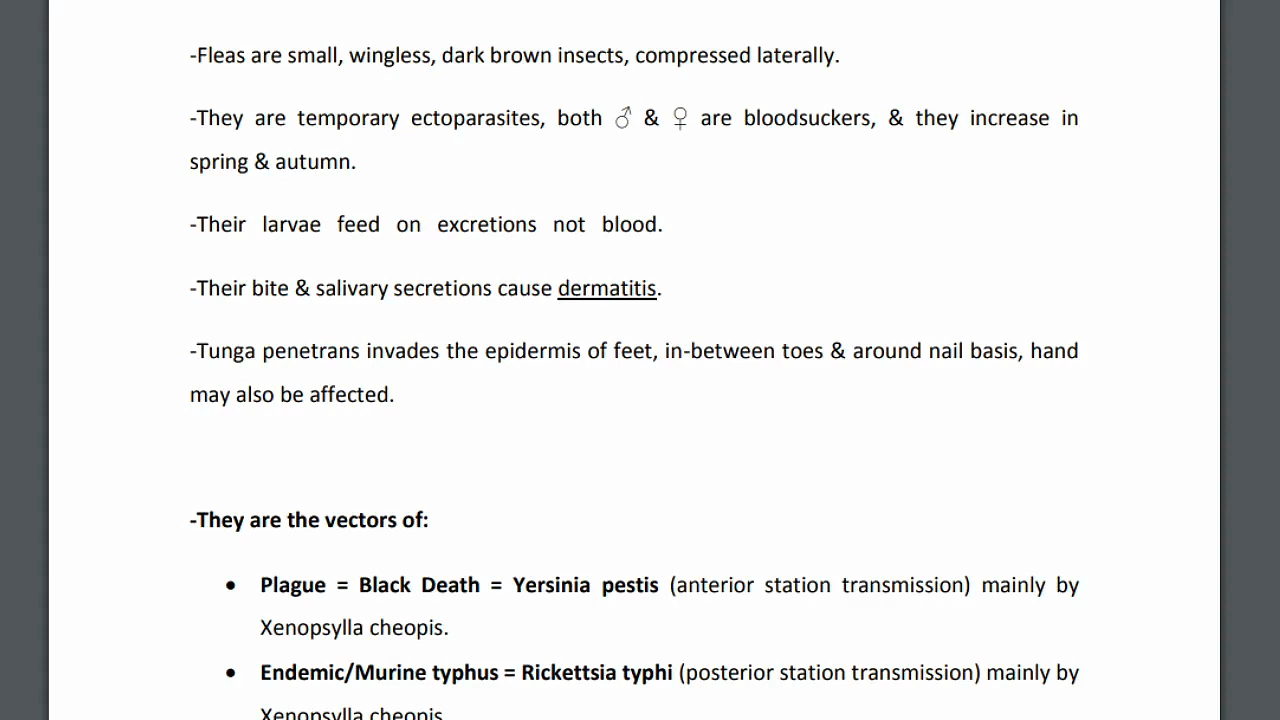 -Fleas are small, wingless, dark brown insects, compressed laterally.
-They are temporary ectoparasites, both ♂ & ♀ are bloodsuckers, & they increase in
spring & autumn.
-Their larvae feed on excretions not blood.
-Their bite & salivary secretions cause dermatitis.
-Tunga penetrans invades the epidermis of feet, in-between toes & around nail basis, hand
may also be affected.
-They are the vectors of:
• Plague = Black Death = Yersinia pestis (anterior station transmission) mainly by
Xenopsylla cheopis.
• Endemic/Murine typhus = Rickettsia typhi (posterior station transmission) mainly by
Xenopsylla cheopis.